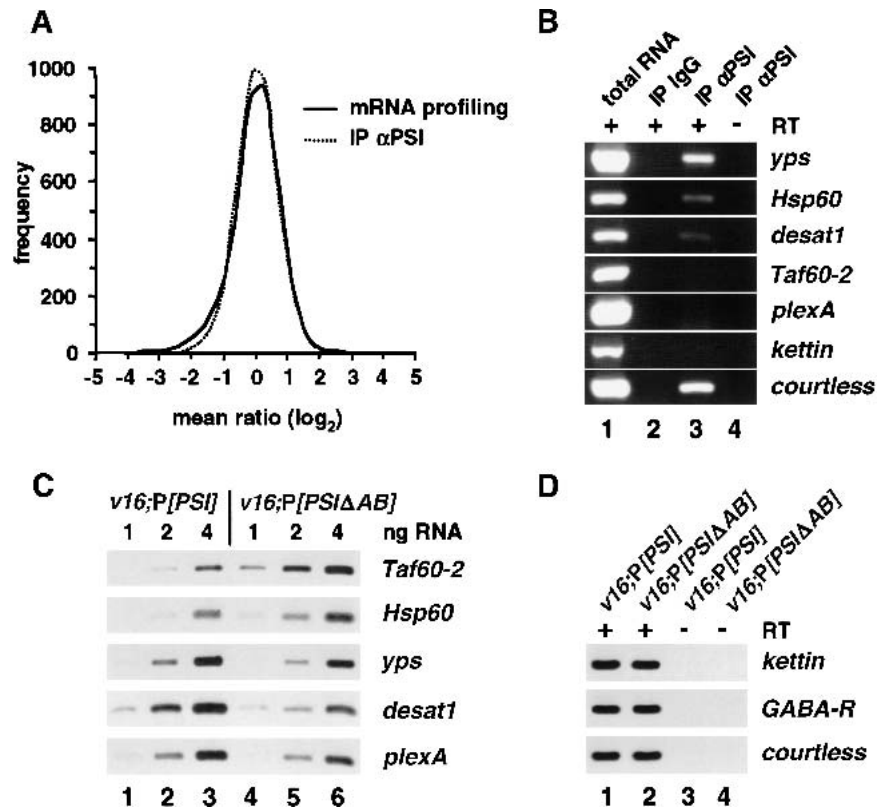 A
1000
800
600
400
200
0
frequency
-5 -4 -3 -2 -1 0 1 2 3 4 5
mean ratio (log2)
mRNA profiling
IP αPSI
B
total RNA
IP IgG
IP αPSI
IP αPSI
+ + + - RT
yps
Hsp60
desat1
Taf60-2
plexA
kettin
courtless
1 2 3 4
C
v16;P[PSI] v16;P[PSIΔAB]
1 2 4 1 2 4 ng RNA
Taf60-2
Hsp60
yps
desat1
plexA
1 2 3 4 5 6
D
v16;P[PSI]
v16;P[PSIΔAB]
v16;P[PSI]
v16;P[PSIΔAB]
+ + - - RT
kettin
GABA-R
courtless
1 2 3 4